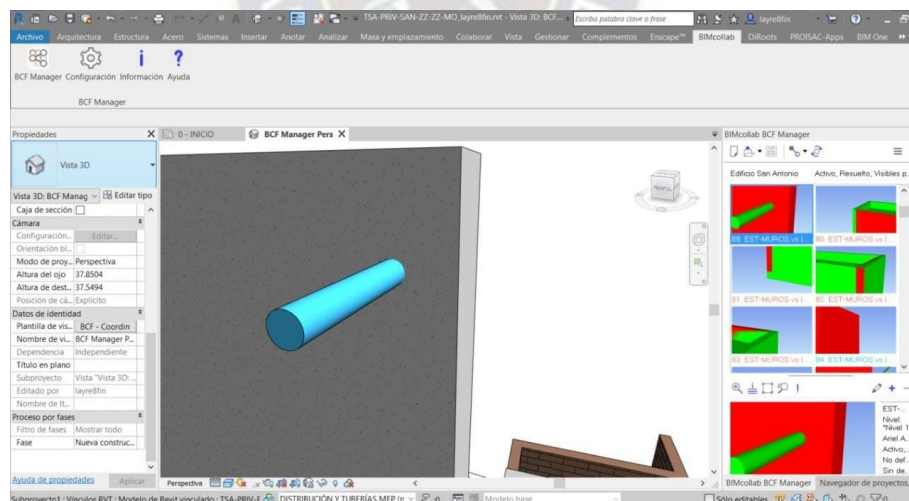 TSA-PRIV-SAN-ZZ-ZZ-MO_layre8fin.rvt - Vista 3D: BCF...
Escriba palabra clave o frase
layre8fin
Archivo Arquitectura Estructura Acero Sistemas Insertar Anotar Analizar Masa y emplazamiento Colaborar Vista Gestionar Complementos Enscape™ BIMcollab DiRoots PROISAC-Apps BIM One
BCF Manager Configuración Información Ayuda
BCF Manager
Propiedades
0 - INICIO
BCF Manager Pers
BIMcollab BCF Manager
Vista 3D
Edificio San Antonio Activo, Resuelto, Visibles p.
Vista 3D: BCF Manag Editar tipo
Caja de sección
Cámara
Configuración... Editar...
Orientación bl...
Modo de proy... Perspectiva
Altura del ojo 37.8504
Altura de dest... 37.5494
Posición de cá... Explícito
Datos de identidad
Plantilla de vis... BCF - Coordin
Nombre de vi... BCF Manager P...
Dependencia Independiente
Título en plano
Subproyecto Vista "Vista 3D: ...
Editado por layre8fin
Nombre de It...
Proceso por fases
Filtro de fases Mostrar todo
Fase Nueva construc...
Ayuda de propiedades Aplicar
FRONTAL
89. EST-MUROS vs I... 90. EST-MUROS vs I...
91. EST-MUROS vs I... 92. EST-MUROS vs I...
93. EST-MUROS vs I... 94. EST-MUROS vs I...
EST-...
Nivel:
"Nivel 1
Ariel A...
Activo,...
No def...
Sin de...
Perspectiva
BIMcollab BCF Manager Navegador de proyectos...
Subproyecto1 : Vínculos RVT : Modelo de Revit vinculado : TSA-PRIV-E
DISTRIBUCIÓN Y TUBERÍAS MEP (n
:0
Modelo base
Sólo editables
:0